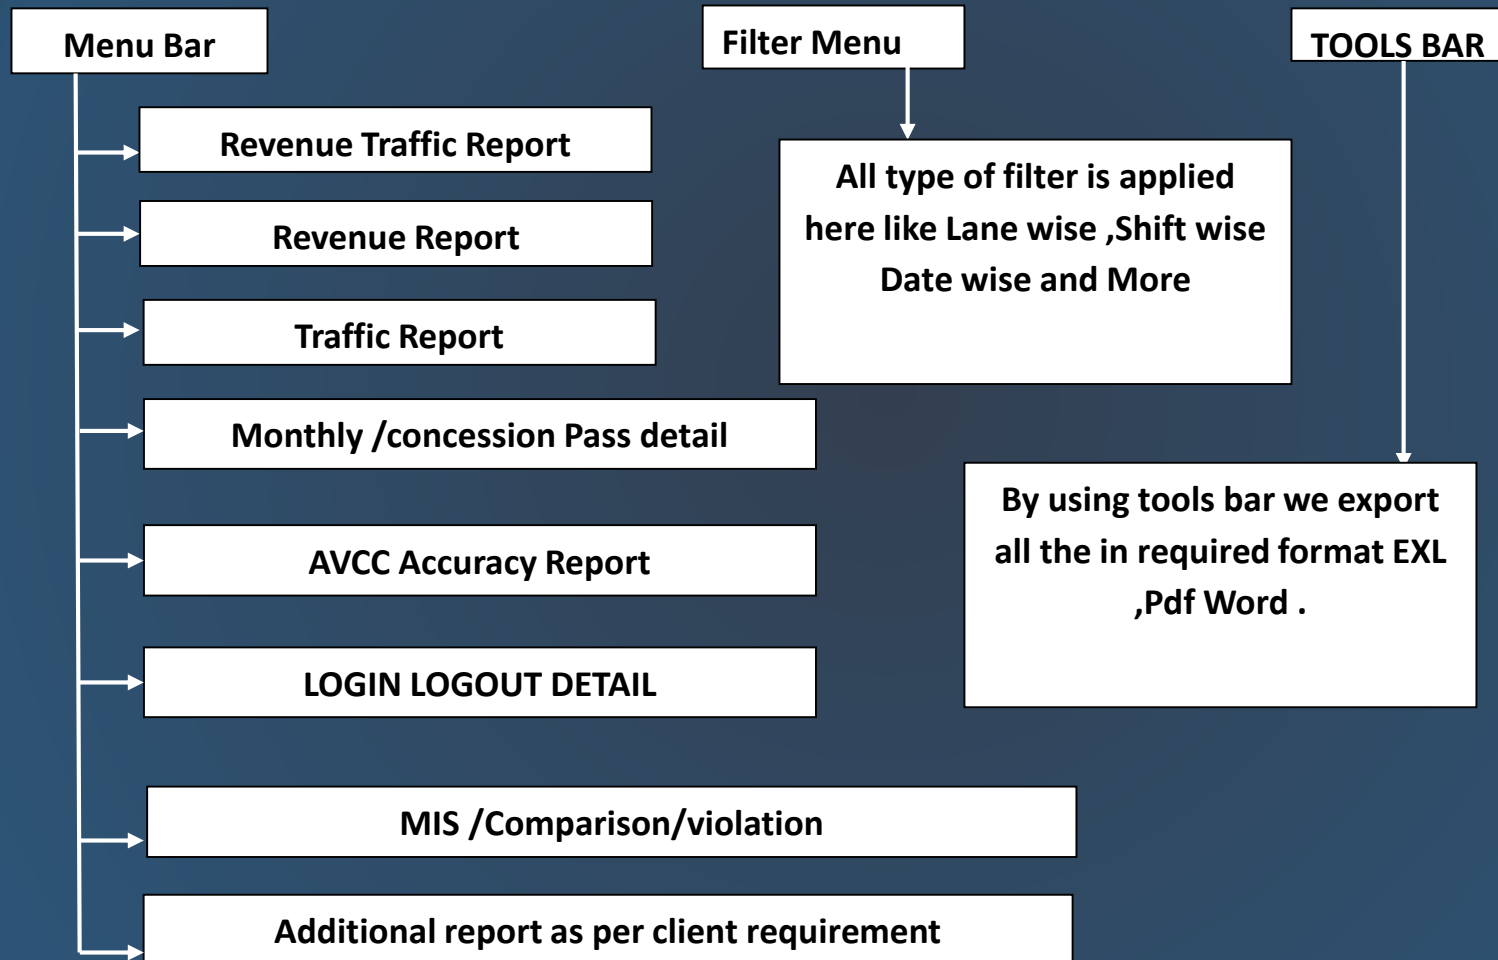 Menu Bar
Filter Menu
TOOLS BAR
Revenue Traffic Report
Revenue Report
Traffic Report
Monthly /concession Pass detail
AVCC Accuracy Report
LOGIN LOGOUT DETAIL
MIS /Comparison/violation
Additional report as per client requirement
All type of filter is applied
here like Lane wise ,Shift wise
Date wise and More
By using tools bar we export
all the in required format EXL
,Pdf Word .